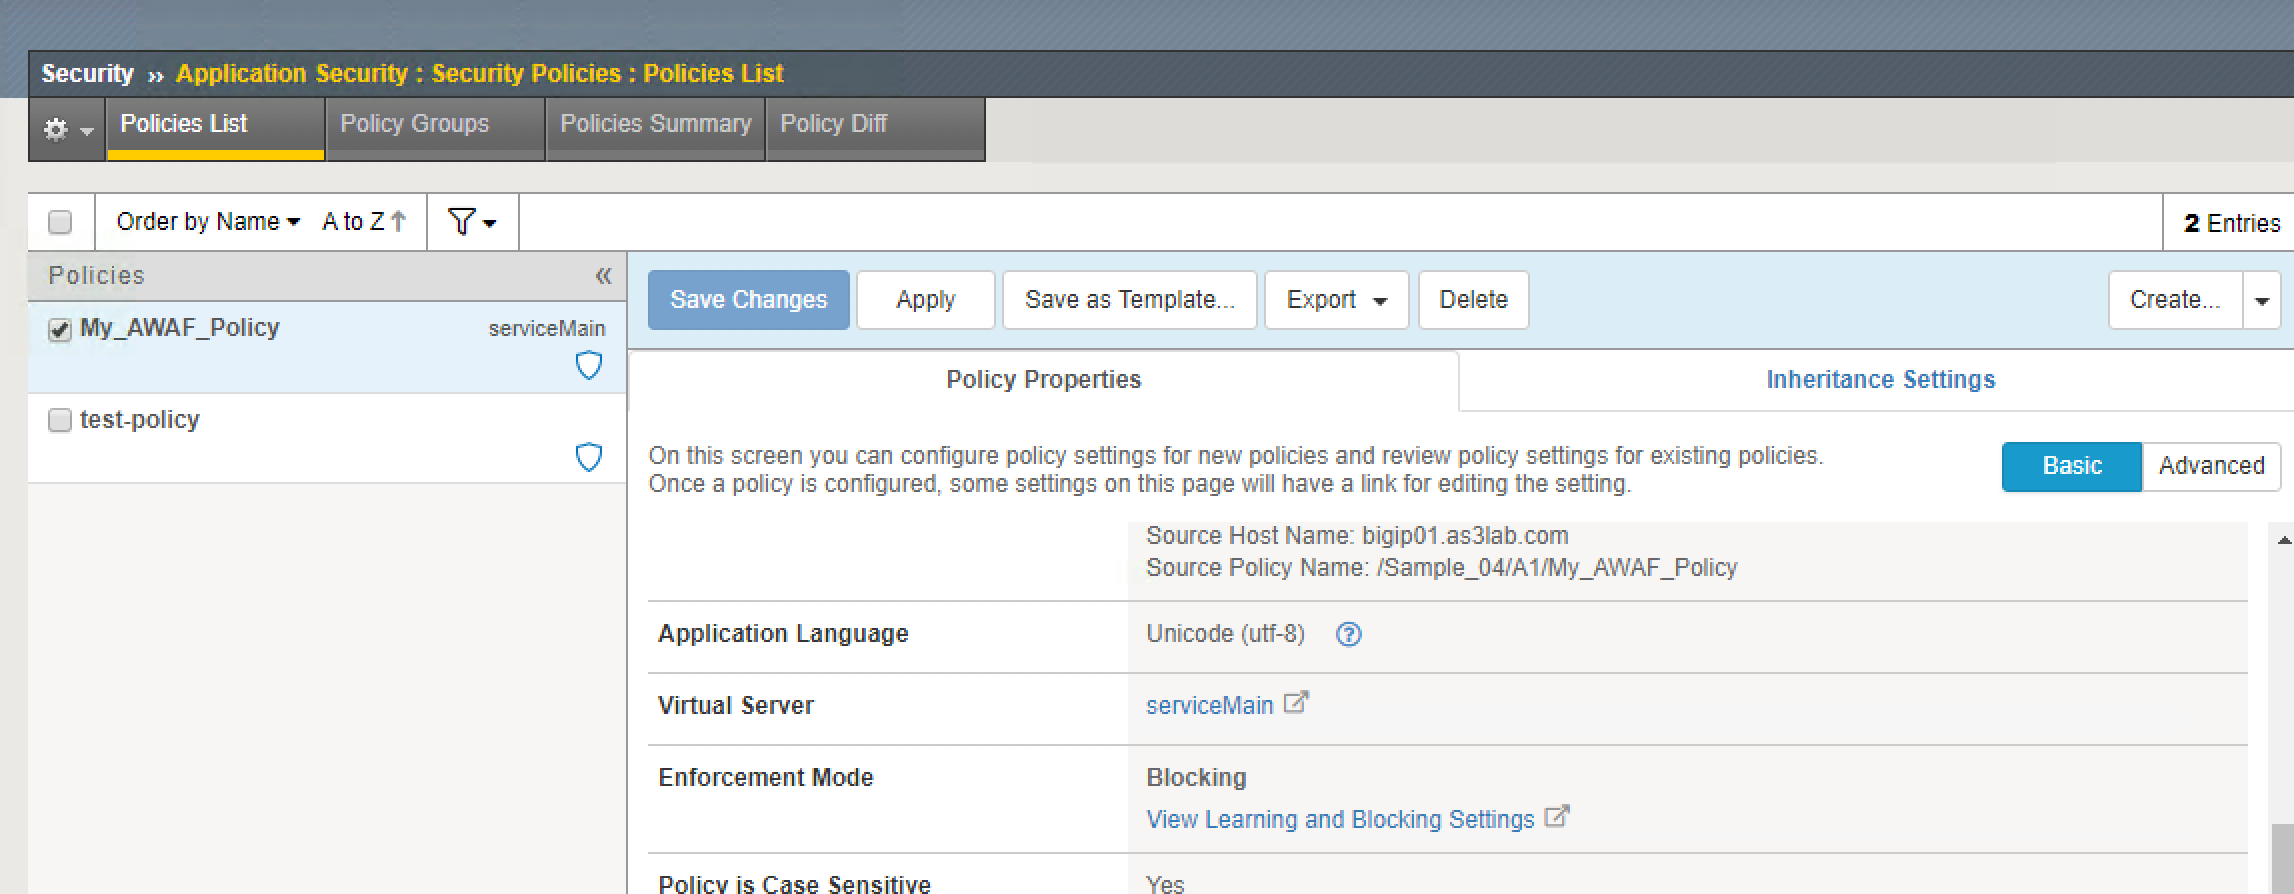 Security ›› Application Security : Security Policies : Policies List
Policies List Policy Groups Policies Summary Policy Diff
Order by Name A to Z 2 Entries
Policies «
My_AWAF_Policy serviceMain
test-policy
Save Changes Apply Save as Template... Export Delete Create...
Policy Properties Inheritance Settings
On this screen you can configure policy settings for new policies and review policy settings for existing policies.
Once a policy is configured, some settings on this page will have a link for editing the setting.
Basic Advanced
Source Host Name: bigip01.as3lab.com
Source Policy Name: /Sample_04/A1/My_AWAF_Policy
Application Language Unicode (utf-8) ?
Virtual Server serviceMain
Enforcement Mode Blocking
View Learning and Blocking Settings
Policy is Case Sensitive Yes